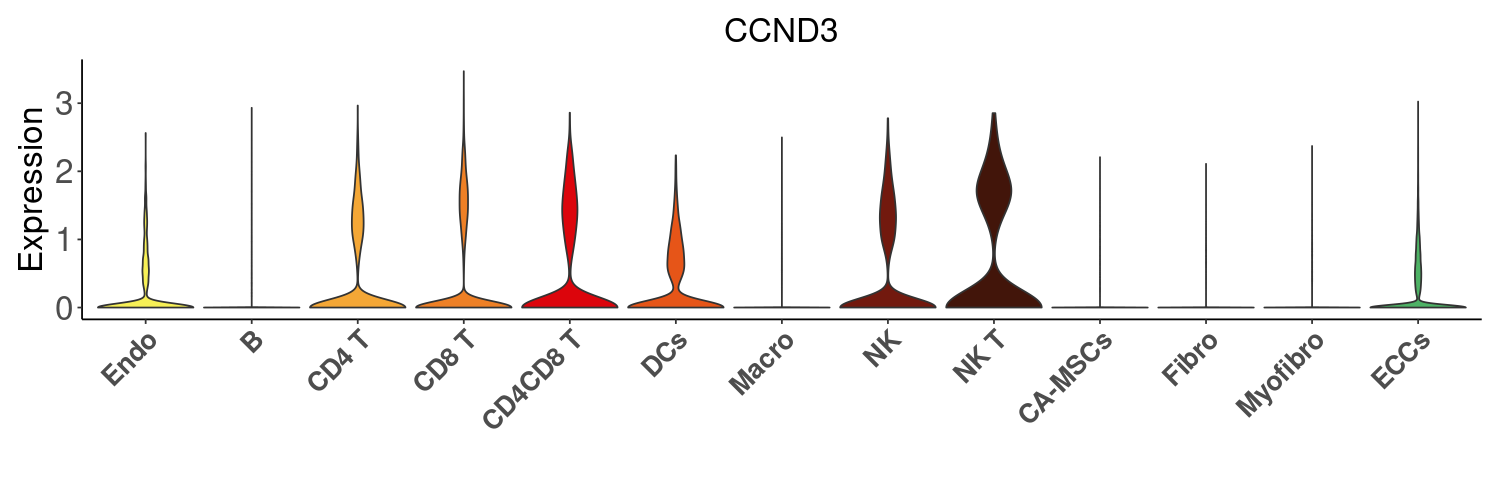 CCND3
Expression
3
2
1
0
Endo
B
CD4 T
CD8 T
CD4CD8 T
DCs
Macro
NK
NK T
CA-MSCs
Fibro
Myofibro
ECCs